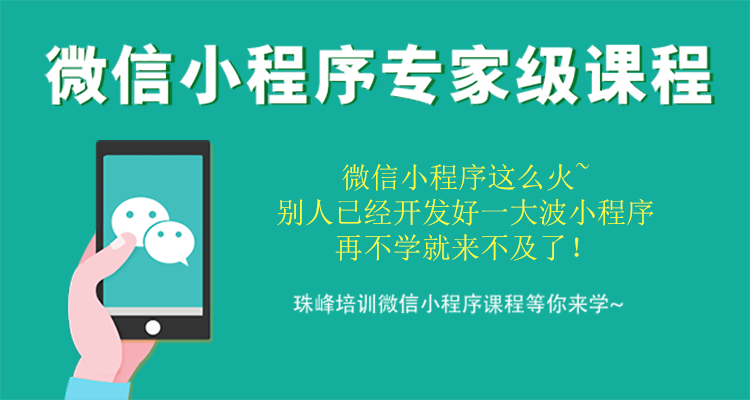 微信小程序专家级课程
微信小程序这么火~
别人已经开发好一大波小程序
再不学就来不及了！
珠峰培训微信小程序课程等你来学~